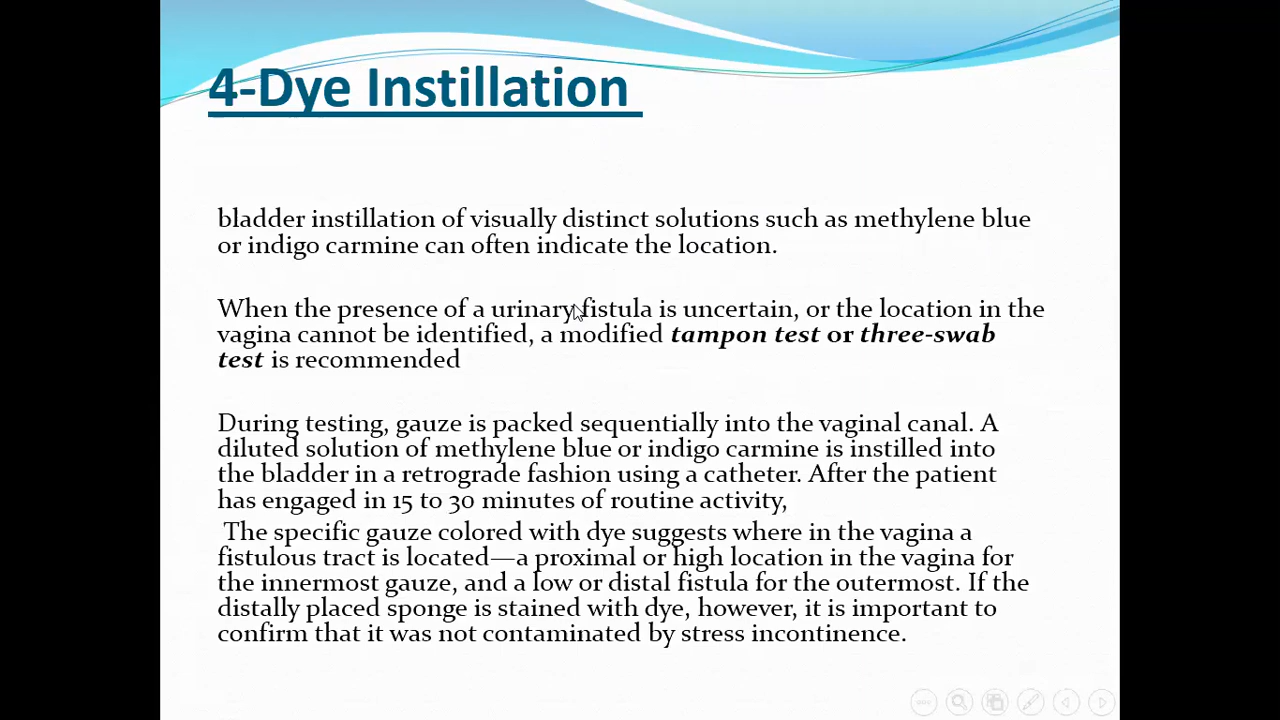 4-Dye Instillation
bladder instillation of visually distinct solutions such as methylene blue
or indigo carmine can often indicate the location.
When the presence of a urinary fistula is uncertain, or the location in the
vagina cannot be identified, a modified tampon test or three-swab
test is recommended
During testing, gauze is packed sequentially into the vaginal canal. A
diluted solution of methylene blue or indigo carmine is instilled into
the bladder in a retrograde fashion using a catheter. After the patient
has engaged in 15 to 30 minutes of routine activity,
The specific gauze colored with dye suggests where in the vagina a
fistulous tract is located—a proximal or high location in the vagina for
the innermost gauze, and a low or distal fistula for the outermost. If the
distally placed sponge is stained with dye, however, it is important to
confirm that it was not contaminated by stress incontinence.